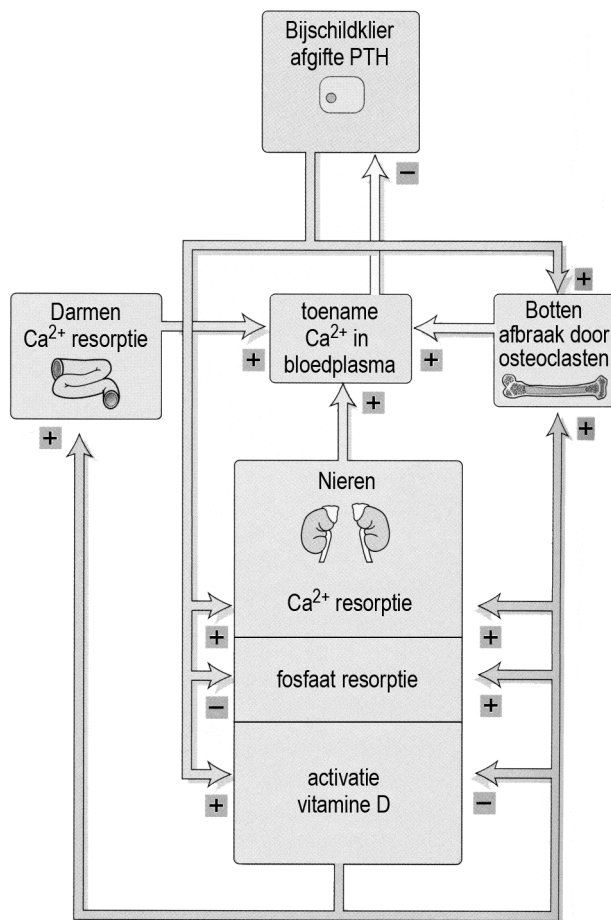 Bijschildklier
afgifte PTH
−
+
Darmen
Ca²⁺ resorptie
toename
Ca²⁺ in
bloedplasma
Botten
afbraak door
osteoclasten
+
+
+
+
+
Nieren
Ca²⁺ resorptie
+
+
fosfaat resorptie
−
+
activatie
vitamine D
+
−